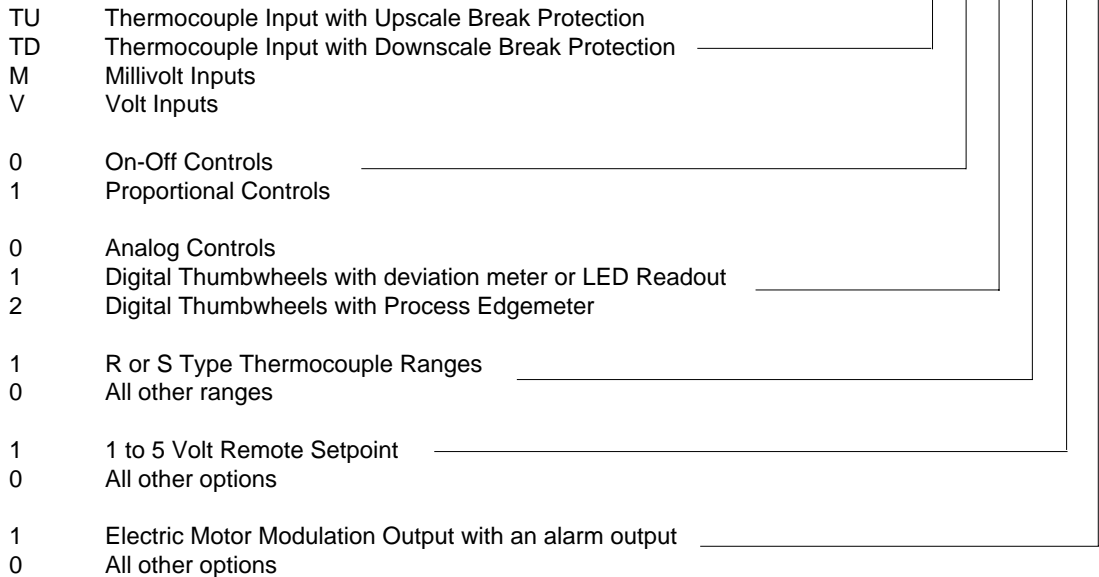 TU Thermocouple Input with Upscale Break Protection
TD Thermocouple Input with Downscale Break Protection
M Millivolt Inputs
V Volt Inputs
0 On-Off Controls
1 Proportional Controls
0 Analog Controls
1 Digital Thumbwheels with deviation meter or LED Readout
2 Digital Thumbwheels with Process Edgemeter
1 R or S Type Thermocouple Ranges
0 All other ranges
1 1 to 5 Volt Remote Setpoint
0 All other options
1 Electric Motor Modulation Output with an alarm output
0 All other options